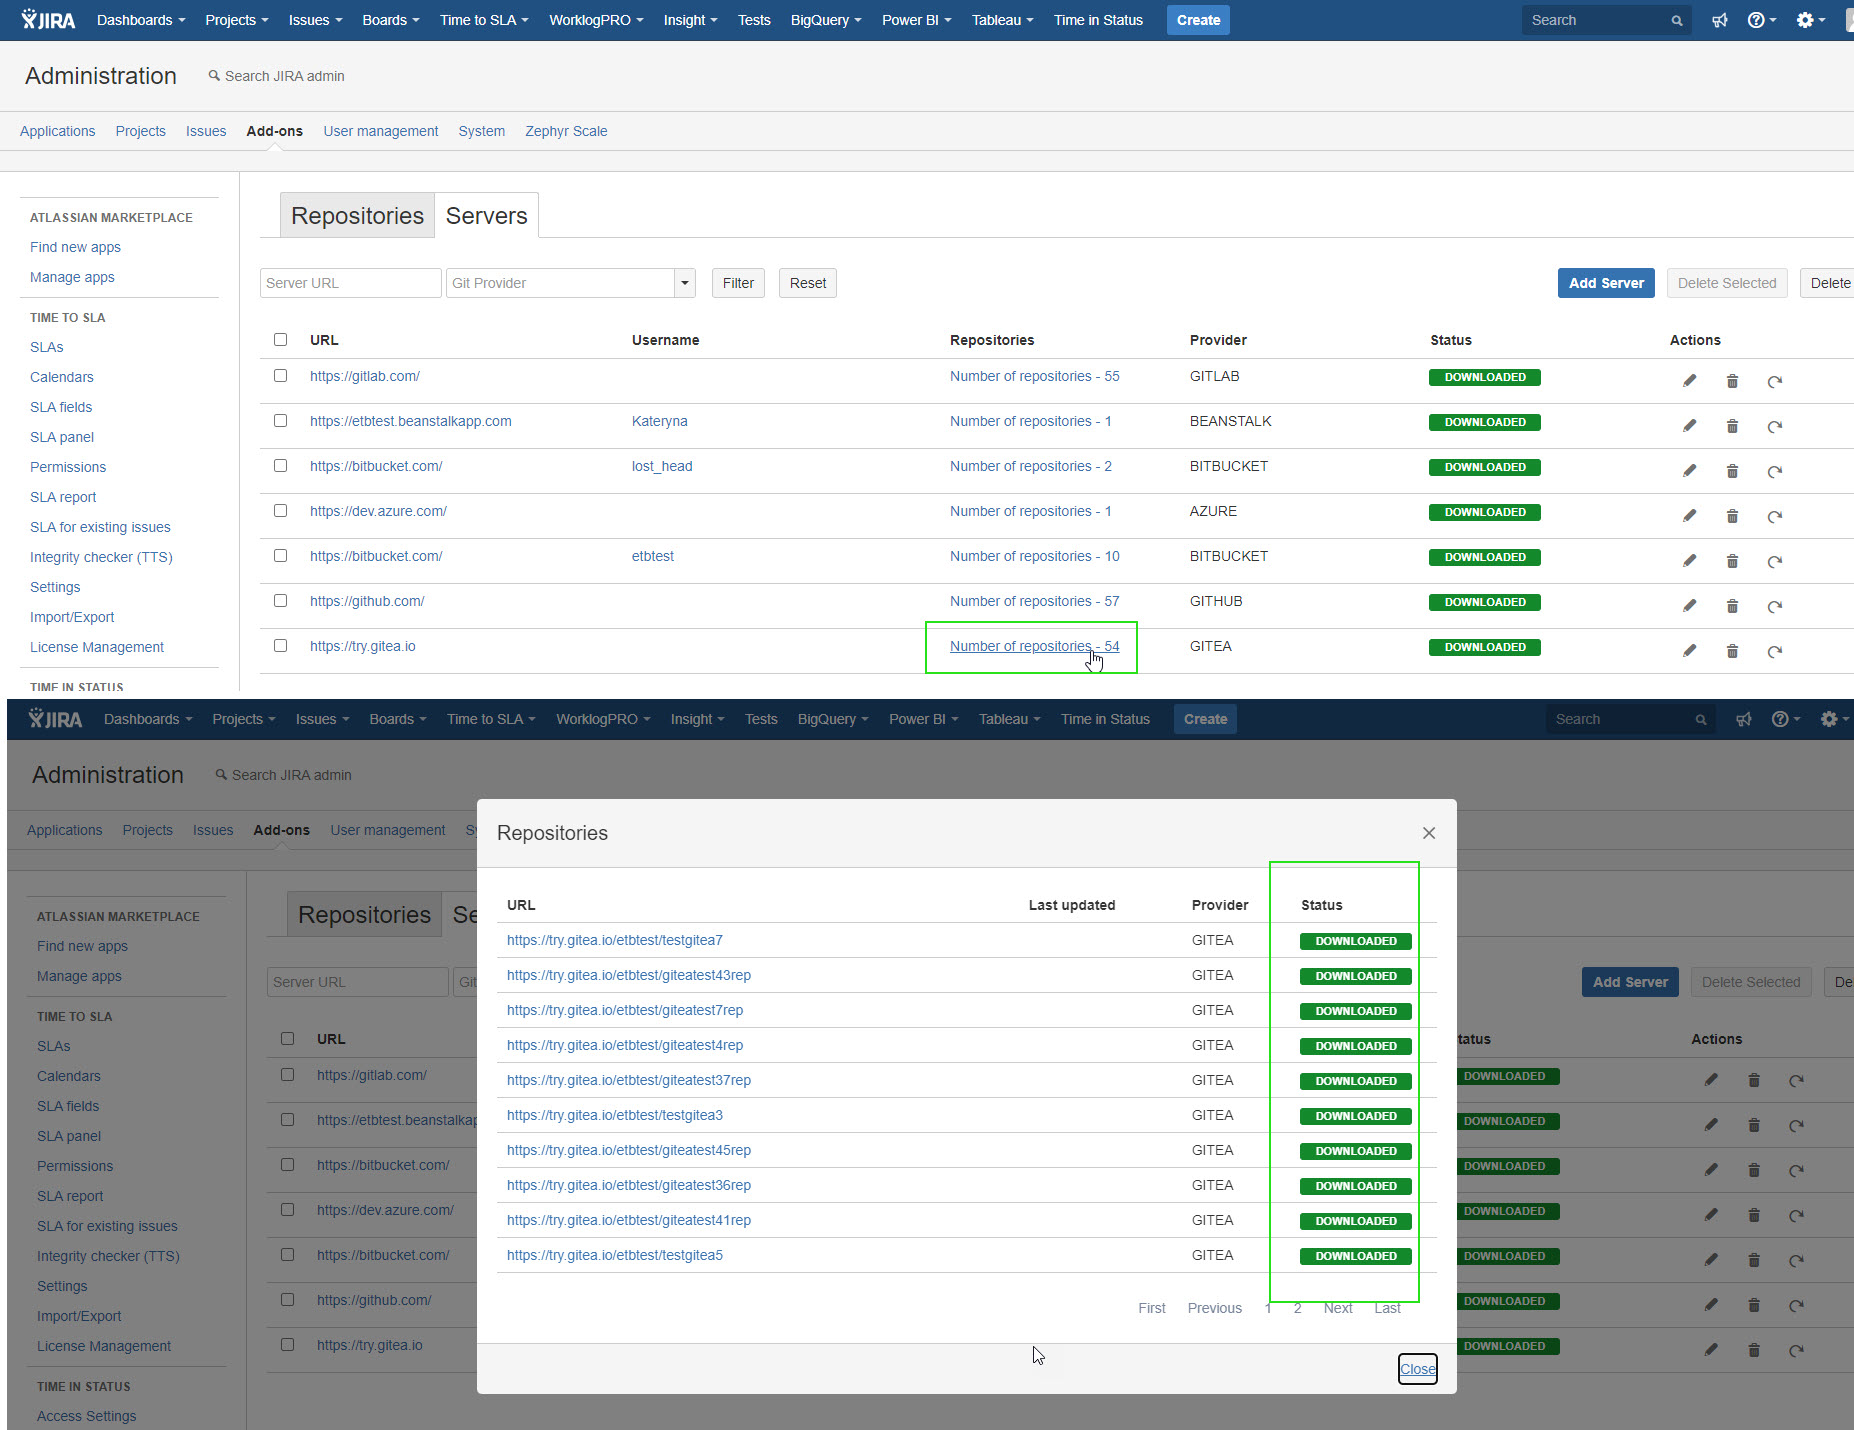 JIRA Dashboards Projects Issues Boards Time to SLA WorklogPRO Insight Tests BigQuery Power BI Tableau Time in Status Create Search
Administration Search JIRA admin
Applications Projects Issues Add-ons User management System Zephyr Scale
ATLASSIAN MARKETPLACE
Find new apps
Manage apps
TIME TO SLA
SLAs
Calendars
SLA fields
SLA panel
Permissions
SLA report
SLA for existing issues
Integrity checker (TTS)
Settings
Import/Export
License Management
TIME IN STATUS
Repositories Servers
Server URL Git Provider Filter Reset Add Server Delete Selected Delete
URL Username Repositories Provider Status Actions
https://gitlab.com/ Number of repositories - 55 GITLAB DOWNLOADED
https://etbtest.beanstalkapp.com Kateryna Number of repositories - 1 BEANSTALK DOWNLOADED
https://bitbucket.com/ lost_head Number of repositories - 2 BITBUCKET DOWNLOADED
https://dev.azure.com/ Number of repositories - 1 AZURE DOWNLOADED
https://bitbucket.com/ etbtest Number of repositories - 10 BITBUCKET DOWNLOADED
https://github.com/ Number of repositories - 57 GITHUB DOWNLOADED
https://try.gitea.io Number of repositories - 54 GITEA DOWNLOADED
JIRA Dashboards Projects Issues Boards Time to SLA WorklogPRO Insight Tests BigQuery Power BI Tableau Time in Status Create Search
Administration Search JIRA admin
Applications Projects Issues Add-ons User management Sy
ATLASSIAN MARKETPLACE
Find new apps
Manage apps
TIME TO SLA
SLAs
Calendars
SLA fields
SLA panel
Permissions
SLA report
SLA for existing issues
Integrity checker (TTS)
Settings
Import/Export
License Management
TIME IN STATUS
Access Settings
Repositories Se
Server URL Git Add Server Delete Selected De
URL tatus Actions
https://gitlab.com/ DOWNLOADED
https://etbtest.beanstalkap DOWNLOADED
https://bitbucket.com/ DOWNLOADED
https://dev.azure.com/ DOWNLOADED
https://bitbucket.com/ DOWNLOADED
https://github.com/ DOWNLOADED
https://try.gitea.io DOWNLOADED
Repositories
URL Last updated Provider Status
https://try.gitea.io/etbtest/testgitea7 GITEA DOWNLOADED
https://try.gitea.io/etbtest/giteatest43rep GITEA DOWNLOADED
https://try.gitea.io/etbtest/giteatest7rep GITEA DOWNLOADED
https://try.gitea.io/etbtest/giteatest4rep GITEA DOWNLOADED
https://try.gitea.io/etbtest/giteatest37rep GITEA DOWNLOADED
https://try.gitea.io/etbtest/testgitea3 GITEA DOWNLOADED
https://try.gitea.io/etbtest/giteatest45rep GITEA DOWNLOADED
https://try.gitea.io/etbtest/giteatest36rep GITEA DOWNLOADED
https://try.gitea.io/etbtest/giteatest41rep GITEA DOWNLOADED
https://try.gitea.io/etbtest/testgitea5 GITEA DOWNLOADED
First Previous 1 2 Next Last
Close